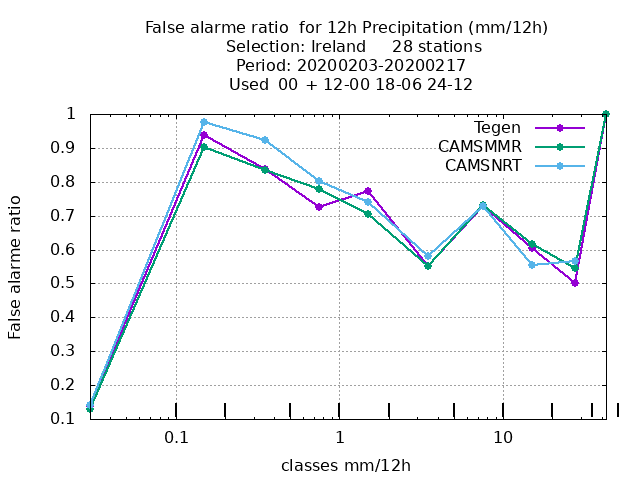 False alarme ratio  for 12h Precipitation (mm/12h)
Selection: Ireland     28 stations
Period: 20200203-20200217
Used  00  + 12-00 18-06 24-12
Tegen
CAMSMMR
CAMSNRT
False alarme ratio
1
0.9
0.8
0.7
0.6
0.5
0.4
0.3
0.2
0.1
0.1 1 10
classes mm/12h